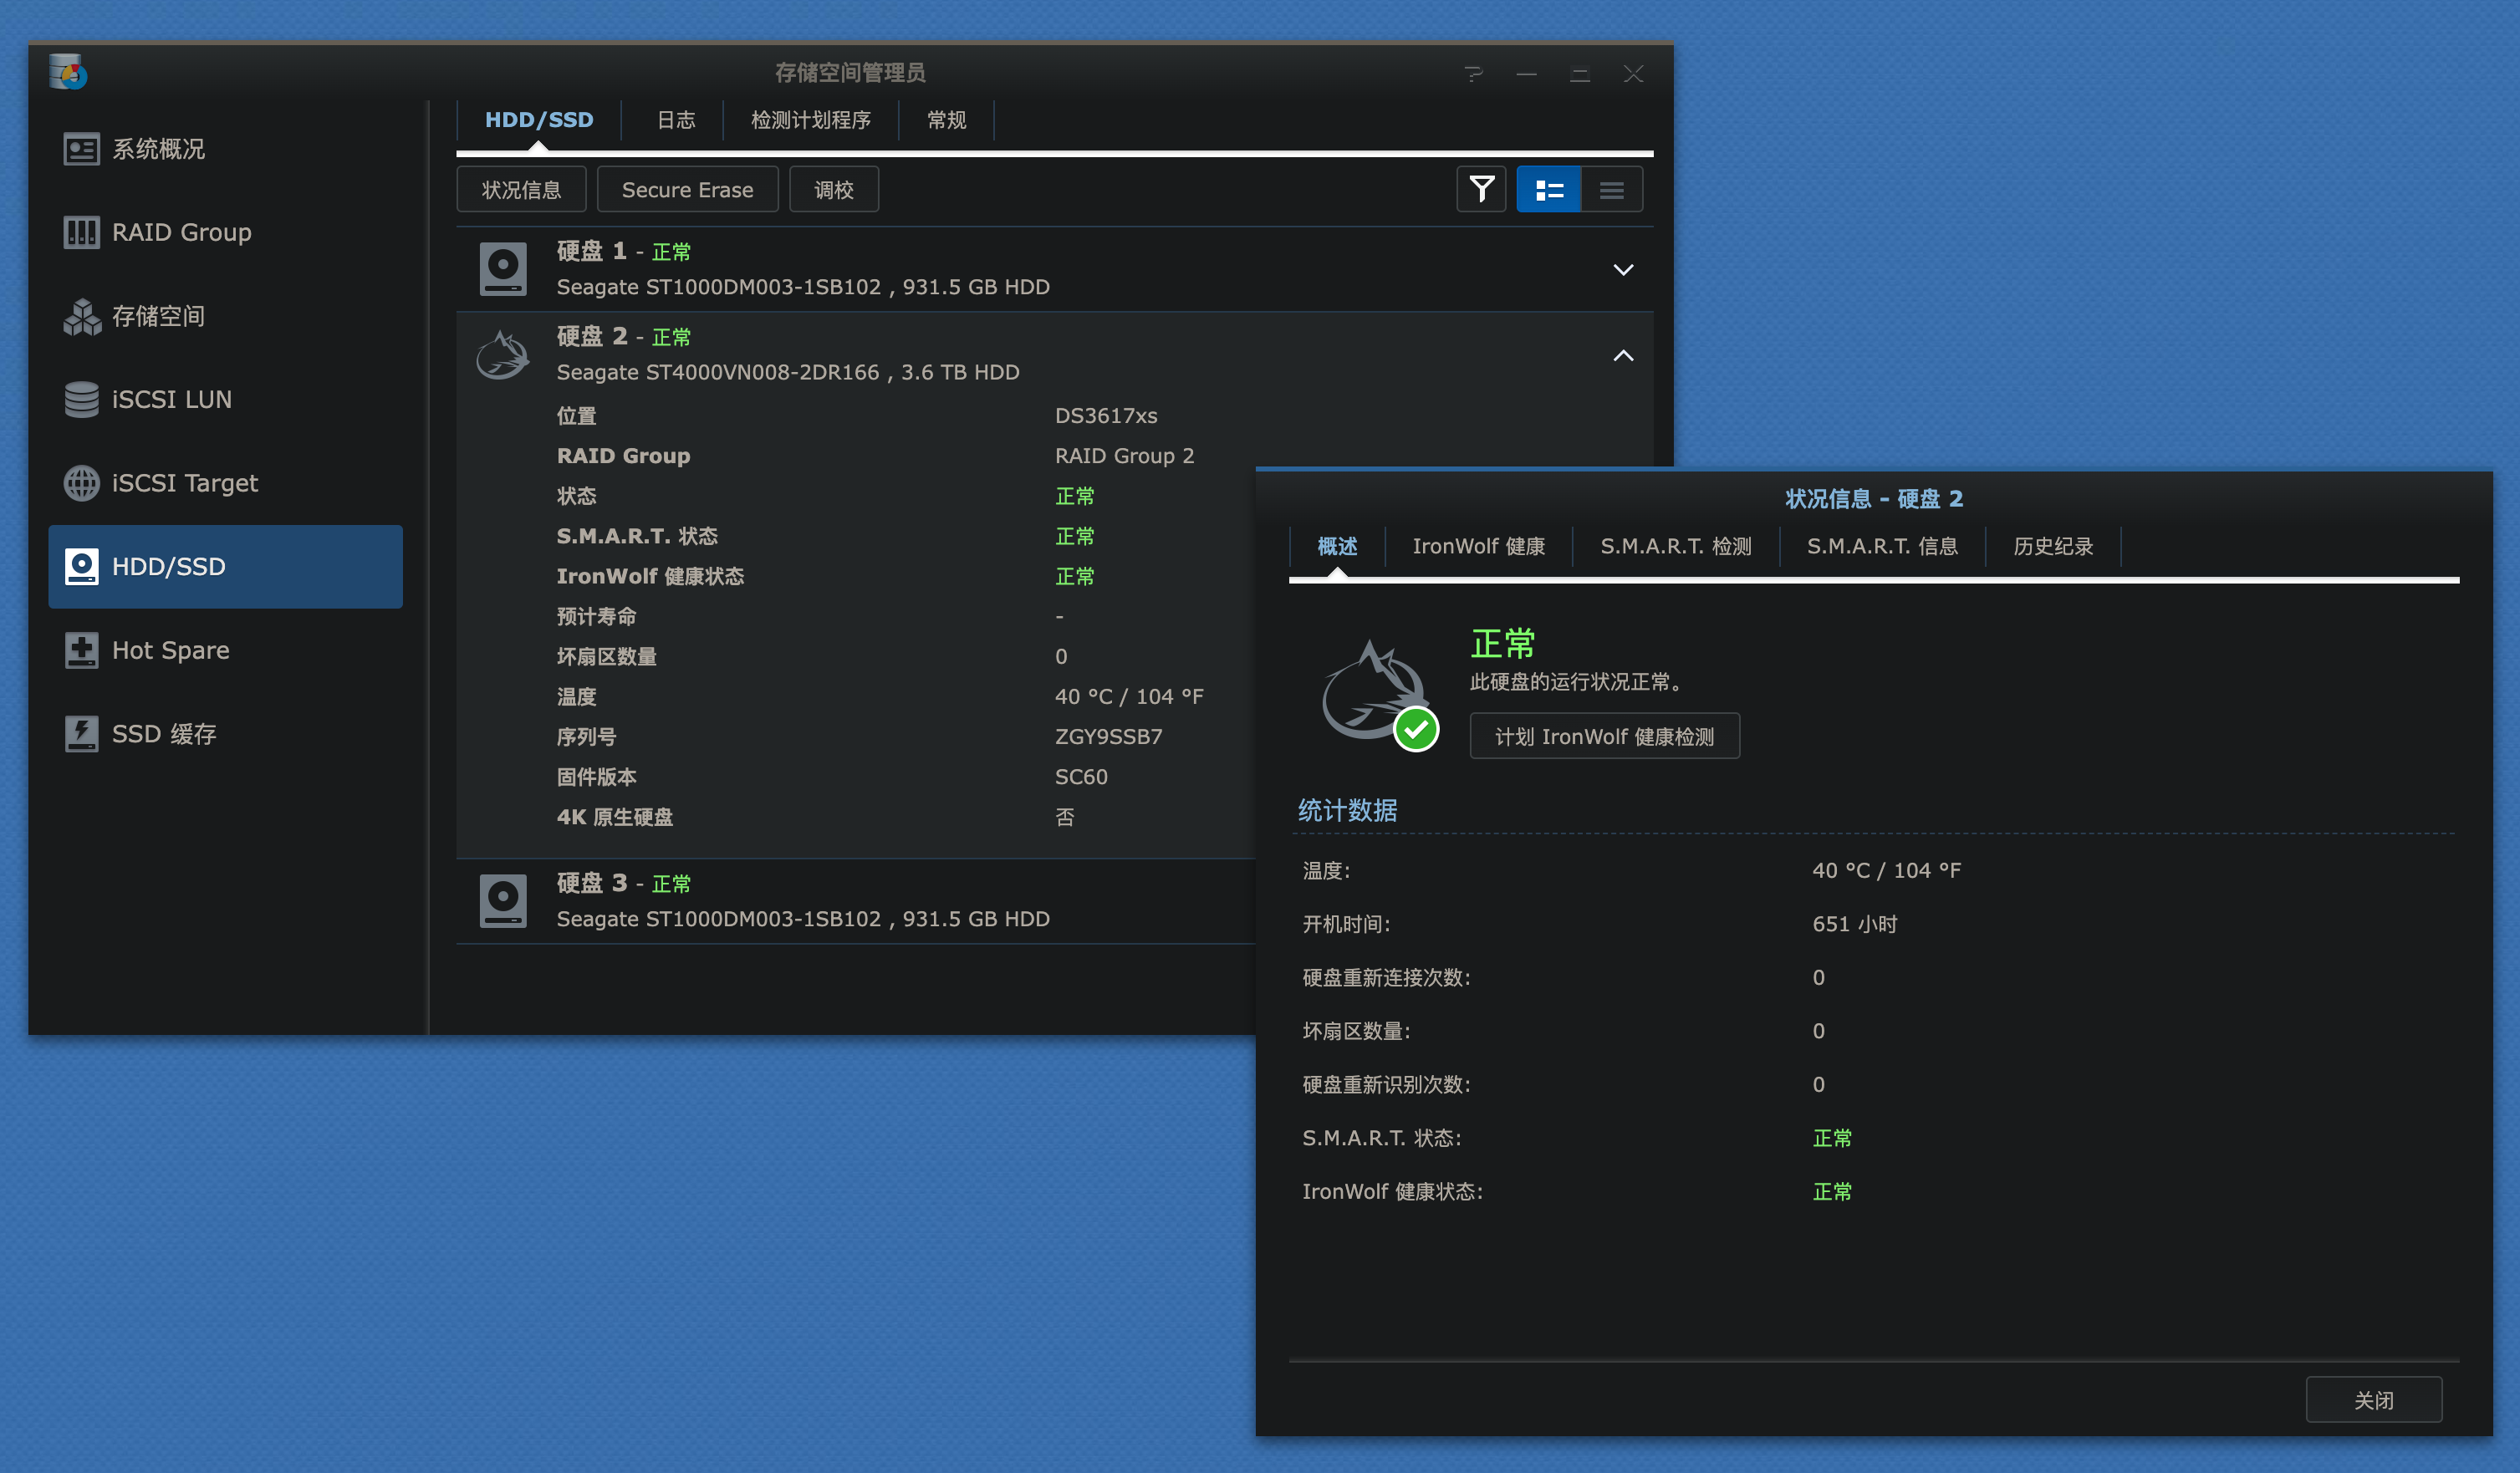 存储空间管理员
系统概况
RAID Group
存储空间
iSCSI LUN
iSCSI Target
HDD/SSD
Hot Spare
SSD 缓存
HDD/SSD 日志 检测计划程序 常规
状况信息 Secure Erase 调校
硬盘 1 - 正常
Seagate ST1000DM003-1SB102 , 931.5 GB HDD
硬盘 2 - 正常
Seagate ST4000VN008-2DR166 , 3.6 TB HDD
位置 DS3617xs
RAID Group RAID Group 2
状态 正常
S.M.A.R.T. 状态 正常
IronWolf 健康状态 正常
预计寿命 -
坏扇区数量 0
温度 40 °C / 104 °F
序列号 ZGY9SSB7
固件版本 SC60
4K 原生硬盘 否
硬盘 3 - 正常
Seagate ST1000DM003-1SB102 , 931.5 GB HDD
状况信息 - 硬盘 2
概述 IronWolf 健康 S.M.A.R.T. 检测 S.M.A.R.T. 信息 历史纪录
正常
此硬盘的运行状况正常。
计划 IronWolf 健康检测
统计数据
温度: 40 °C / 104 °F
开机时间: 651 小时
硬盘重新连接次数: 0
坏扇区数量: 0
硬盘重新识别次数: 0
S.M.A.R.T. 状态: 正常
IronWolf 健康状态: 正常
关闭